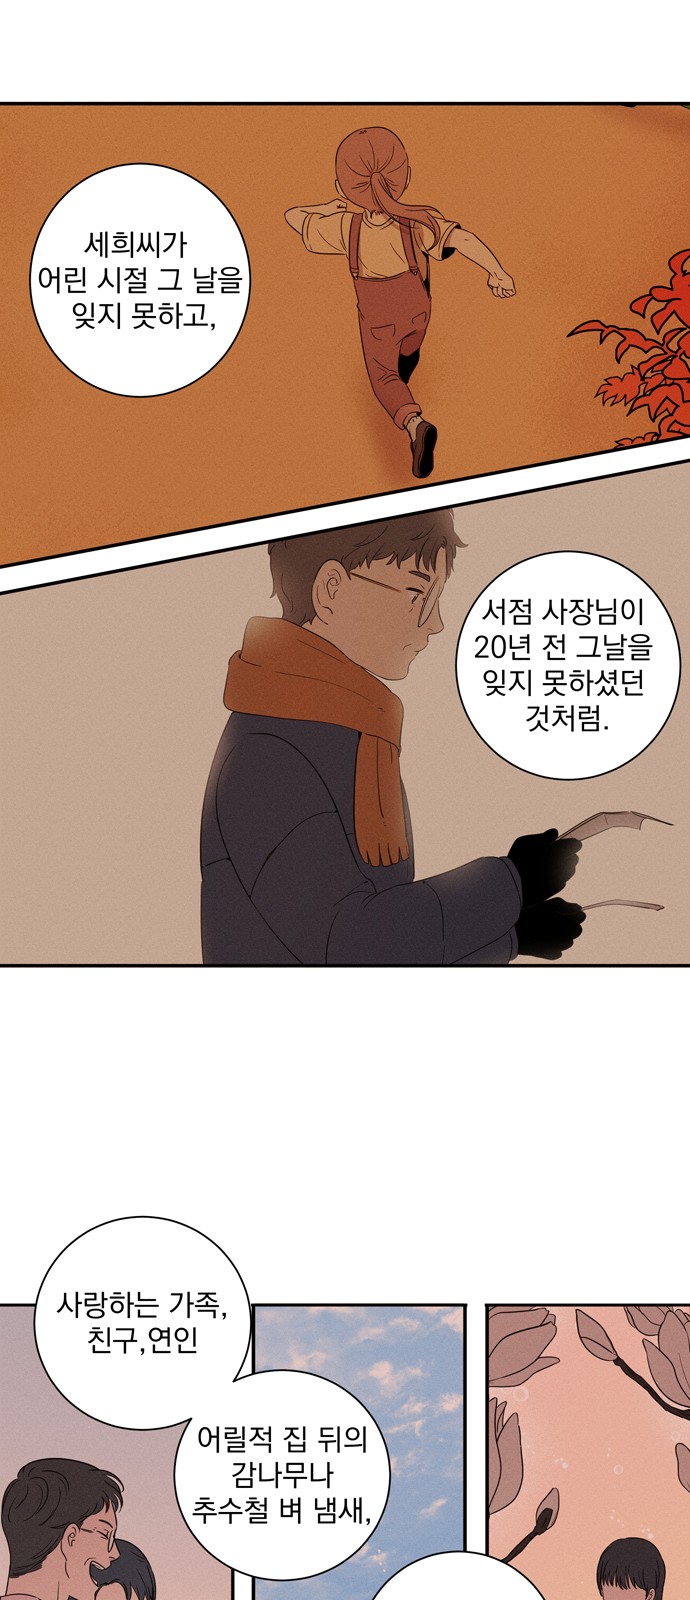 세희씨가
어린 시절 그 날을
잊지 못하고,
서점 사장님이
20년 전 그날을
잊지 못하셨던
것처럼.
사랑하는 가족,
친구,연인
어릴적 집 뒤의
감나무나
추수철 벼 냄새,